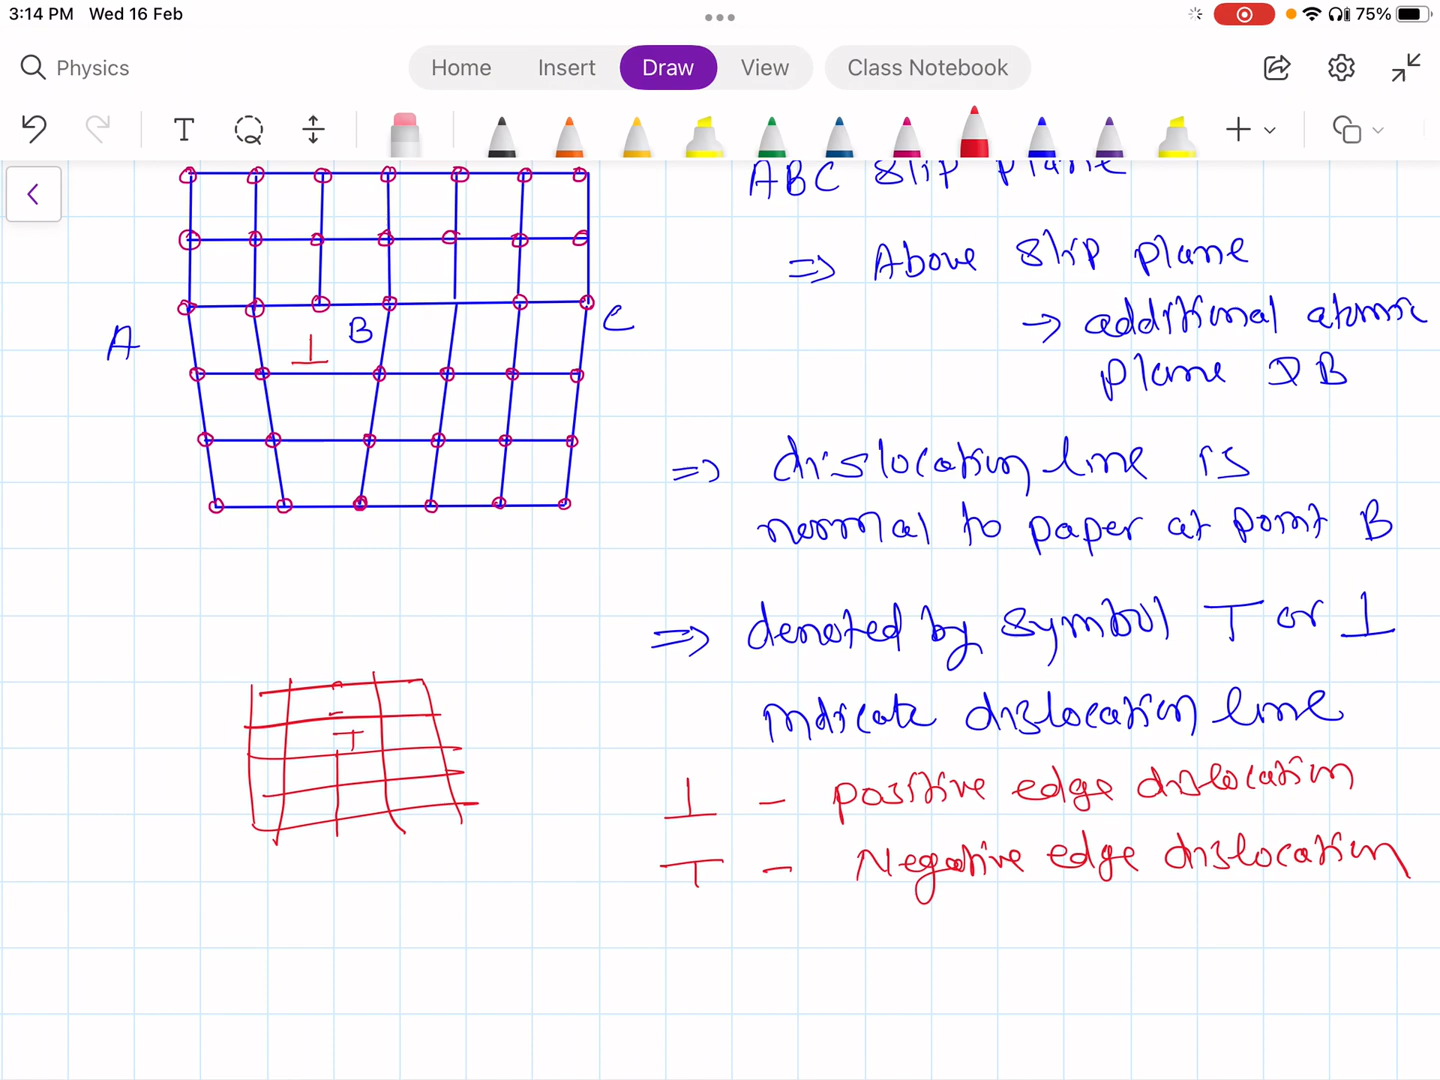 3:14 PM Wed 16 Feb
75%
Physics
Home Insert Draw View Class Notebook
T
ABC slip plane
⇒ Above slip plane
→ additional atomic
plane DB
A
B
C
⊥
⇒ dislocation line is
normal to paper at point B
⇒ denoted by symbol T or ⊥
indicate dislocation line
T
⊥ - positive edge dislocation
T - Negative edge dislocation